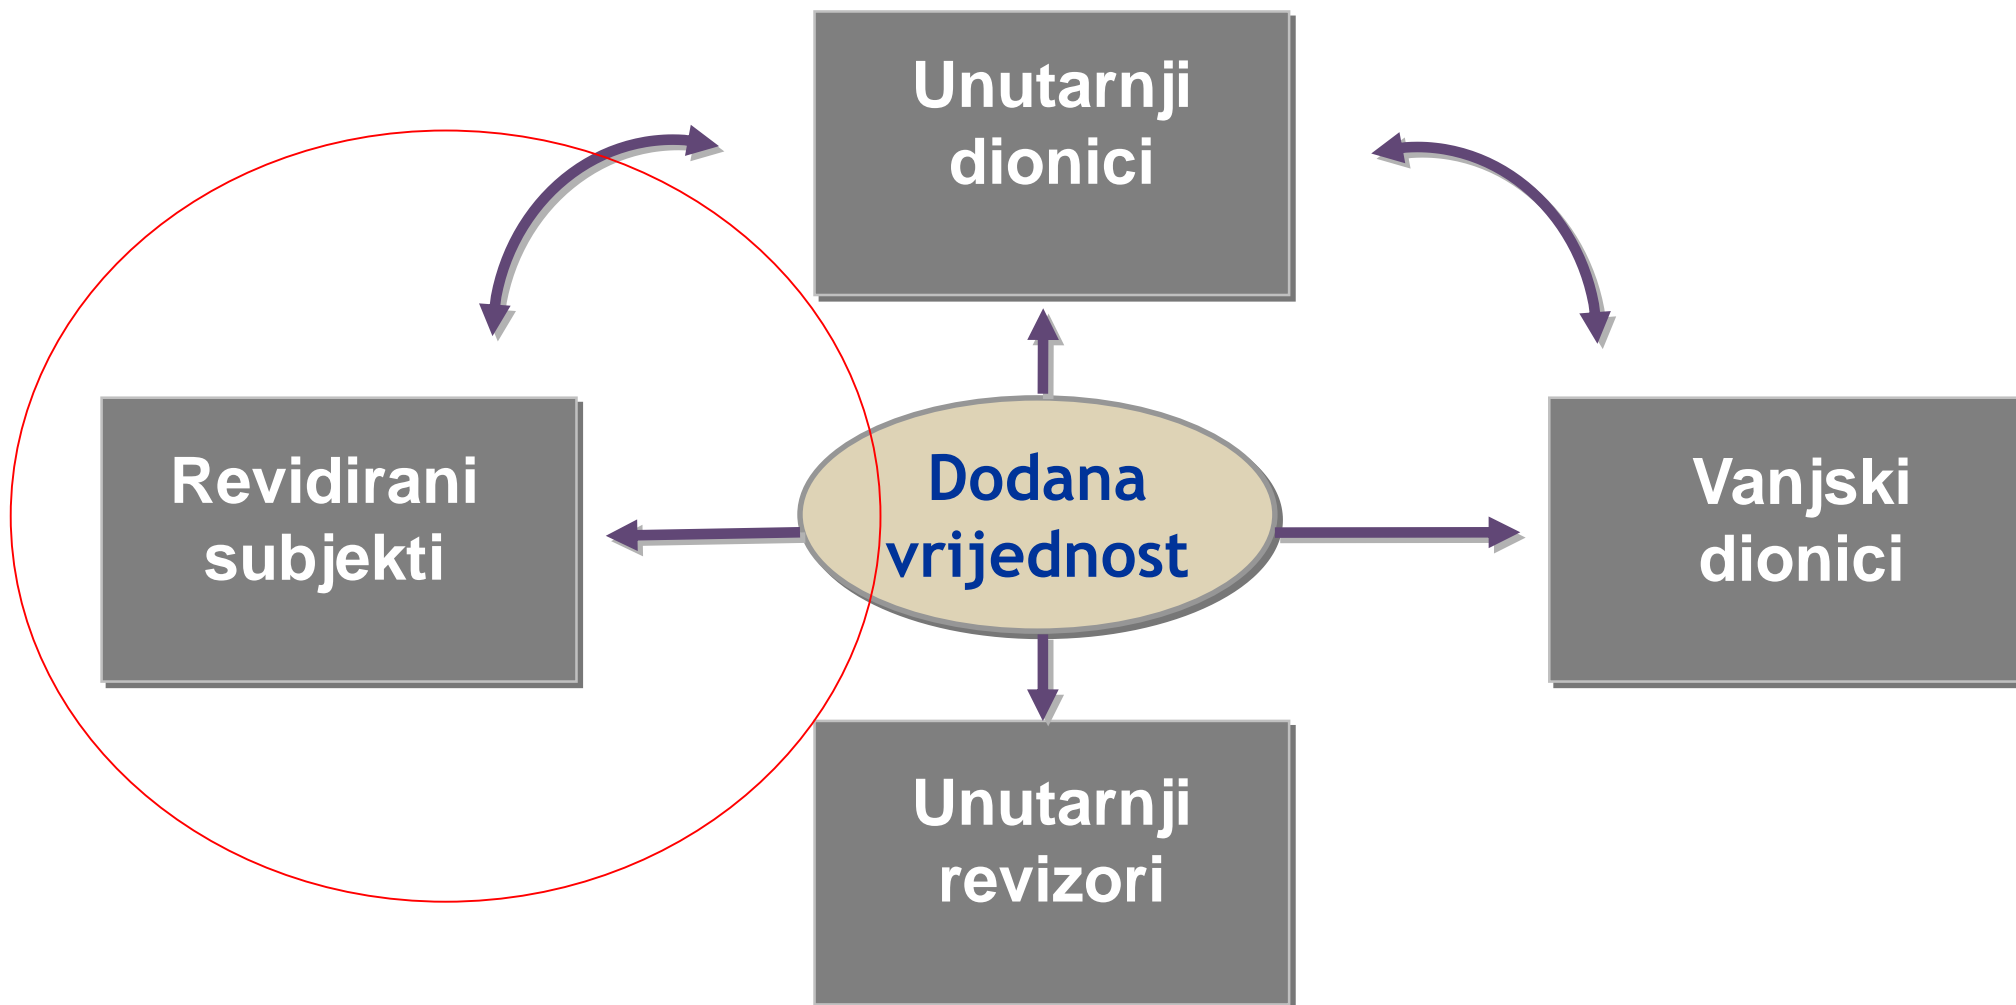 Unutarnji
dionici
Revidirani
subjekti
Dodana
vrijednost
Vanjski
dionici
Unutarnji
revizori